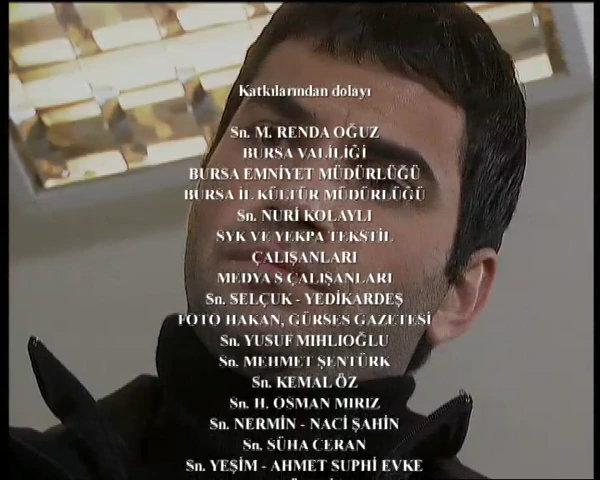 Katkılarından dolayı
Sn. M. RENDA OĞUZ
BURSA VALİLİĞİ
BURSA EMNİYET MÜDÜRLÜĞÜ
BURSA İL KÜLTÜR MÜDÜRLÜĞÜ
Sn. NURİ KOLAYLI
SYK VE YEKPA TEKSTİL
ÇALIŞANLARI
MEDYA S ÇALIŞANLARI
Sn. SELÇUK - YEDİKARDEŞ
FOTO HAKAN, GÜRSES GAZETESİ
Sn. YUSUF MIHLIOĞLU
Sn. MEHMET ŞENTÜRK
Sn. KEMAL ÖZ
Sn. H. OSMAN MIRIZ
Sn. NERMİN - NACİ ŞAHİN
Sn. SÜHA CERAN
Sn. YEŞİM - AHMET SUPHİ EVKE